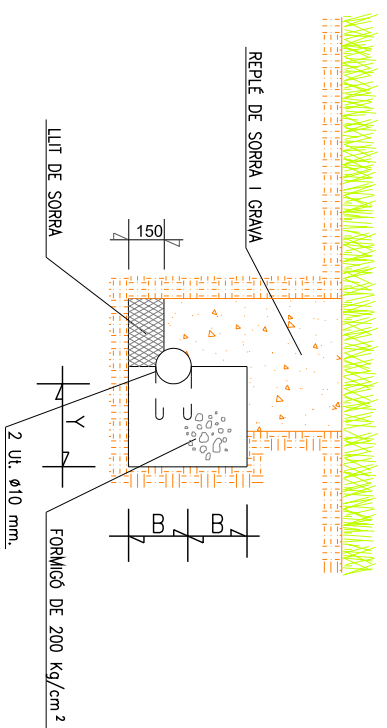 REPLÉ DE SORRA I GRAVA
LLIT DE SORRA
150
Y
B
B
2 Ut. ø10 mm.
FORMIGÓ DE 200 Kg/cm²